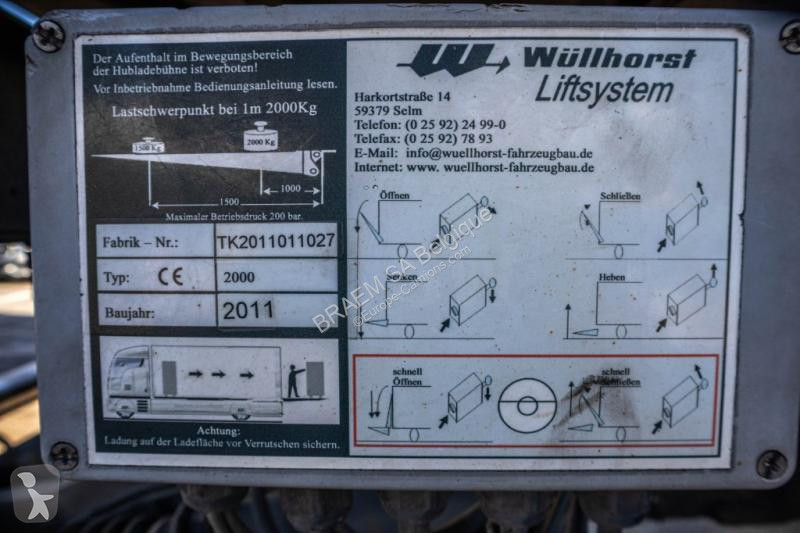 Der Aufenthalt im Bewegungsbereich
der Hubladebühne ist verboten!
Vor Inbetriebnahme Bedienungsanleitung lesen.
Lastschwerpunkt bei 1m 2000Kg
1500 Kg
2000 Kg
1000
1500
Maximaler Betriebsdruck 200 bar.
Fabrik – Nr.: TK2011011027
Typ: CE 2000
Baujahr: 2011
Achtung:
Ladung auf der Ladefläche vor Verrutschen sichern.
Wüllhorst
Liftsystem
Harkortstraße 14
59379 Selm
Telefon: (0 25 92) 24 99-0
Telefax: (0 25 92) 78 93
E-Mail: info@wuellhorst-fahrzeugbau.de
Internet: www. wuellhorst-fahrzeugbau.de
Öffnen
Schließen
Senken
Heben
schnell
Öffnen
schnell
BRAEM SA Belgique
©Europe-Camions.com